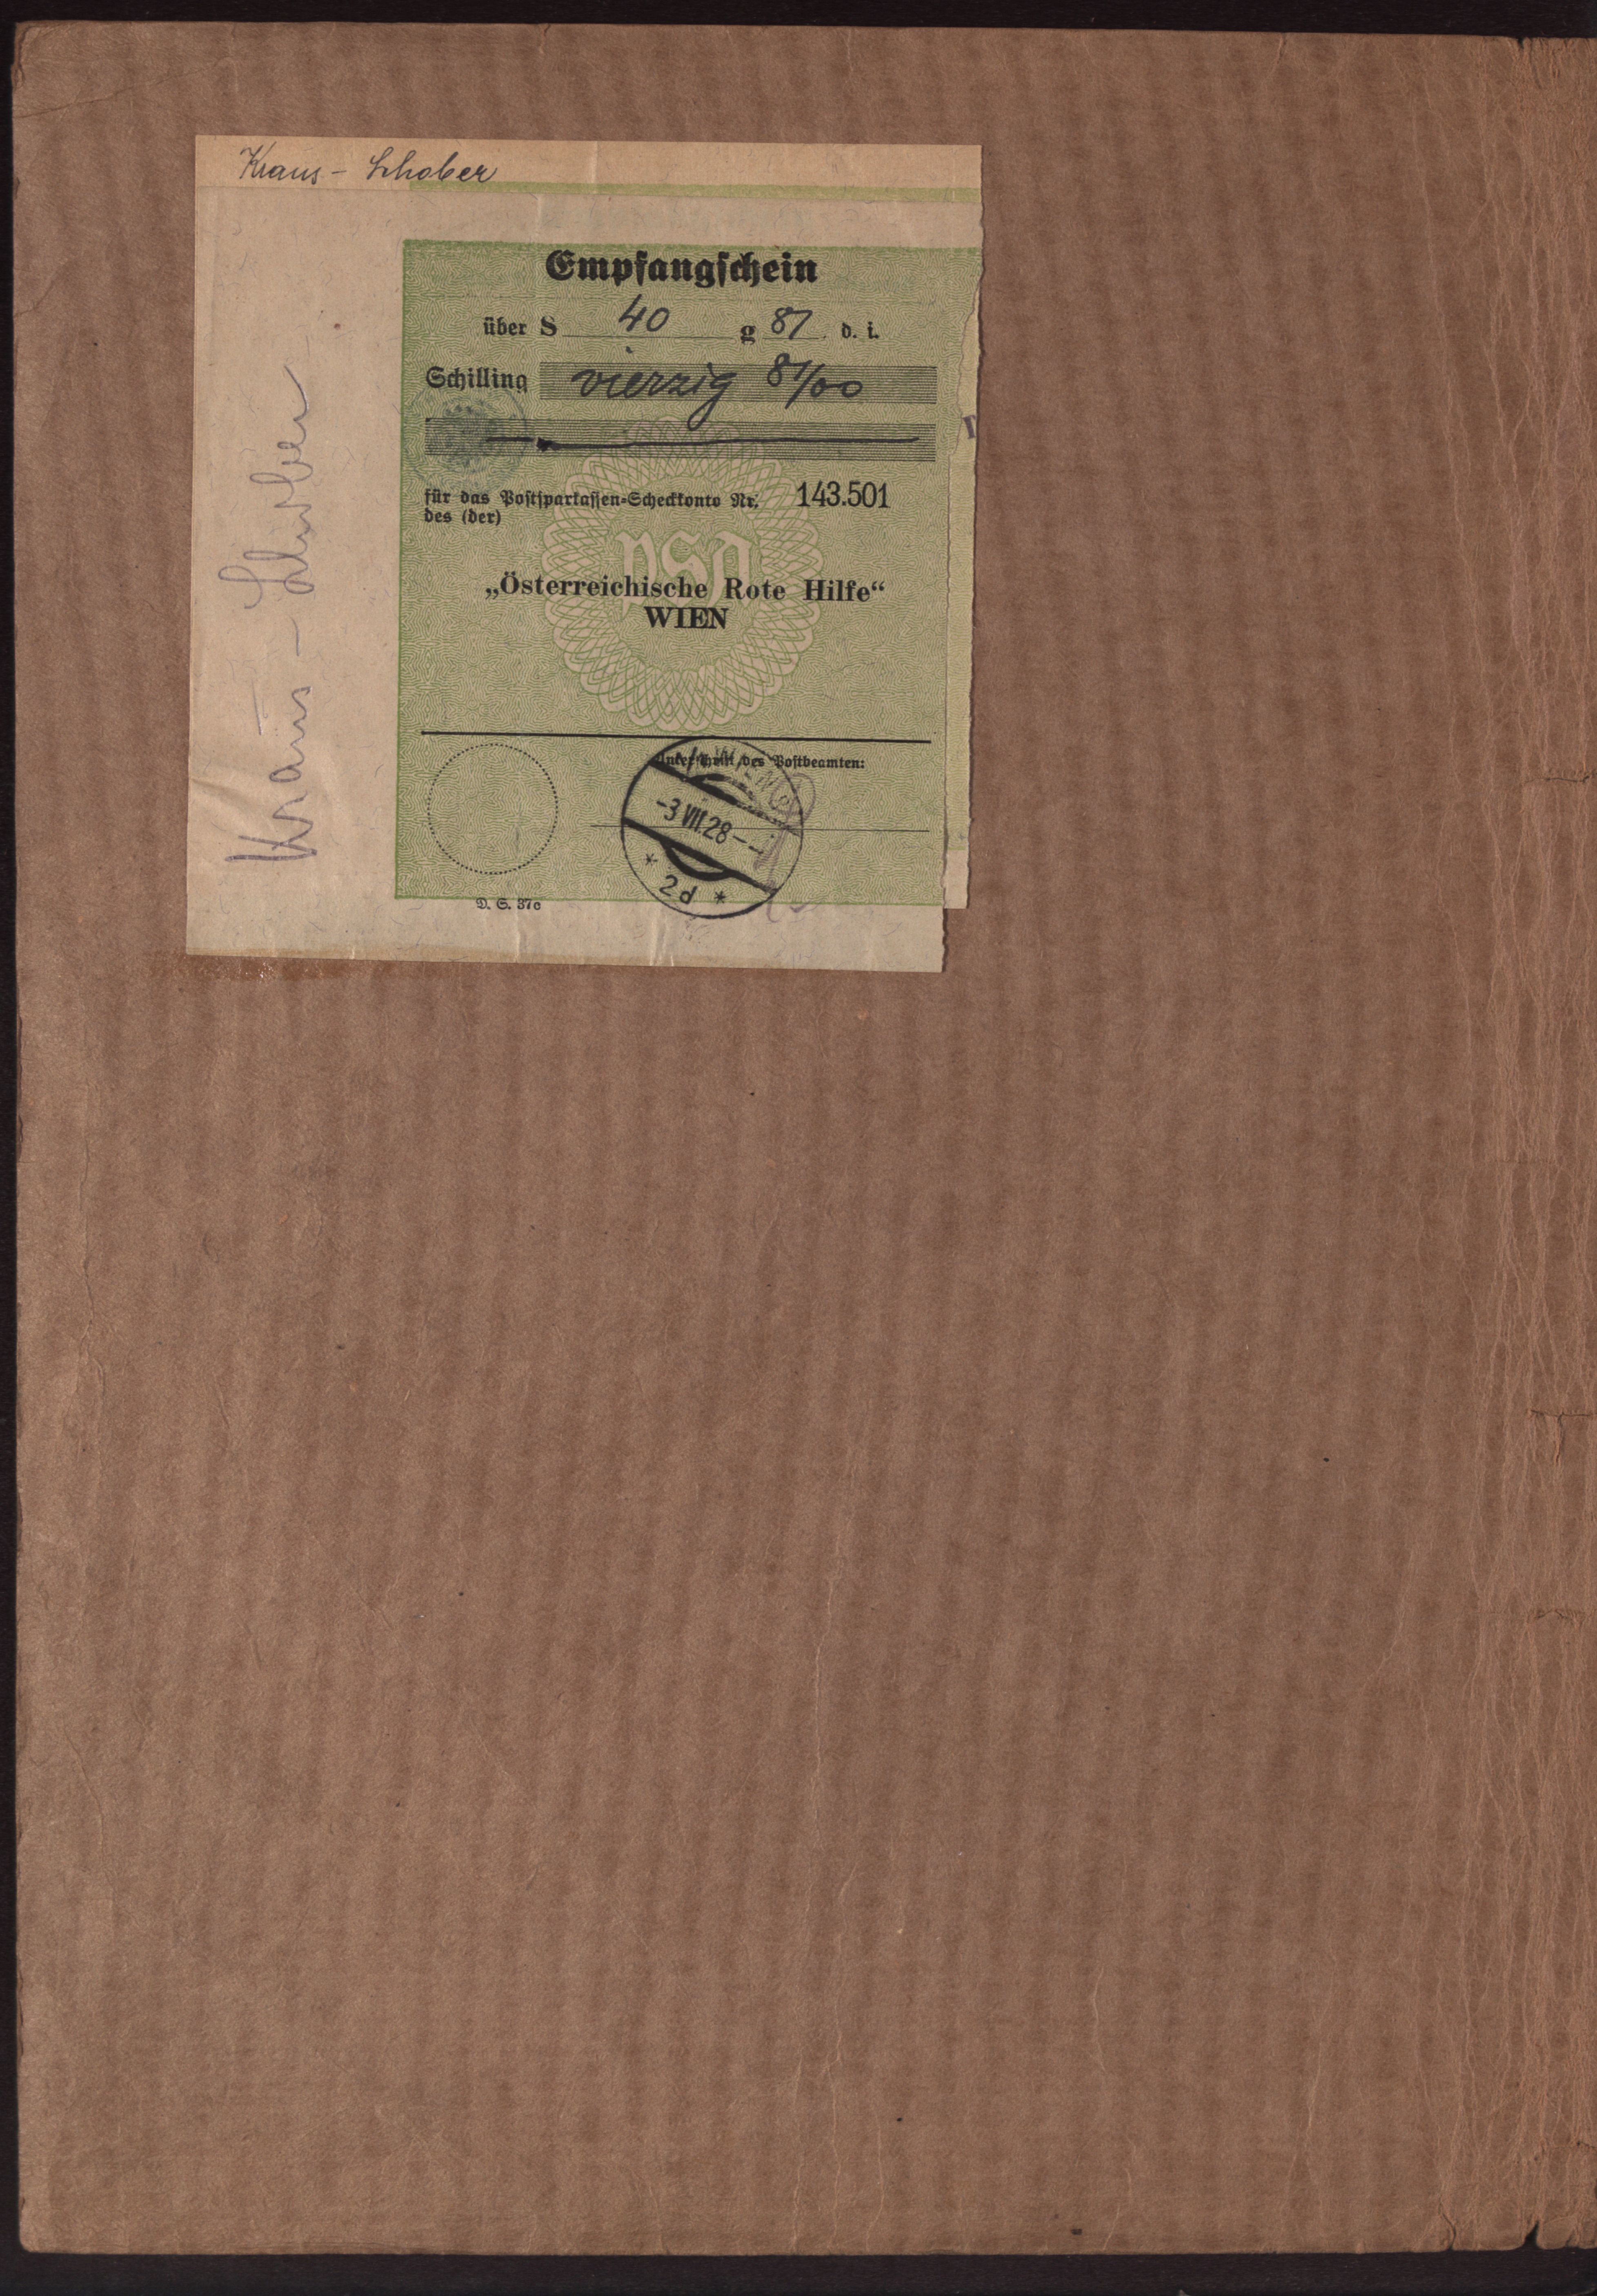 Kraus – Schober
Kraus – Schober
Empfangschein
über S 40 g 87 d. i.
Schilling vierzig 87/00
für das Postsparkassen-Scheckkonto Nr. 143.501
des (der)
„Österreichische Rote Hilfe“
WIEN
PSA
Unterschrift des Postbeamten:
-3.VII.28--
* 2d *
D. S. 37c